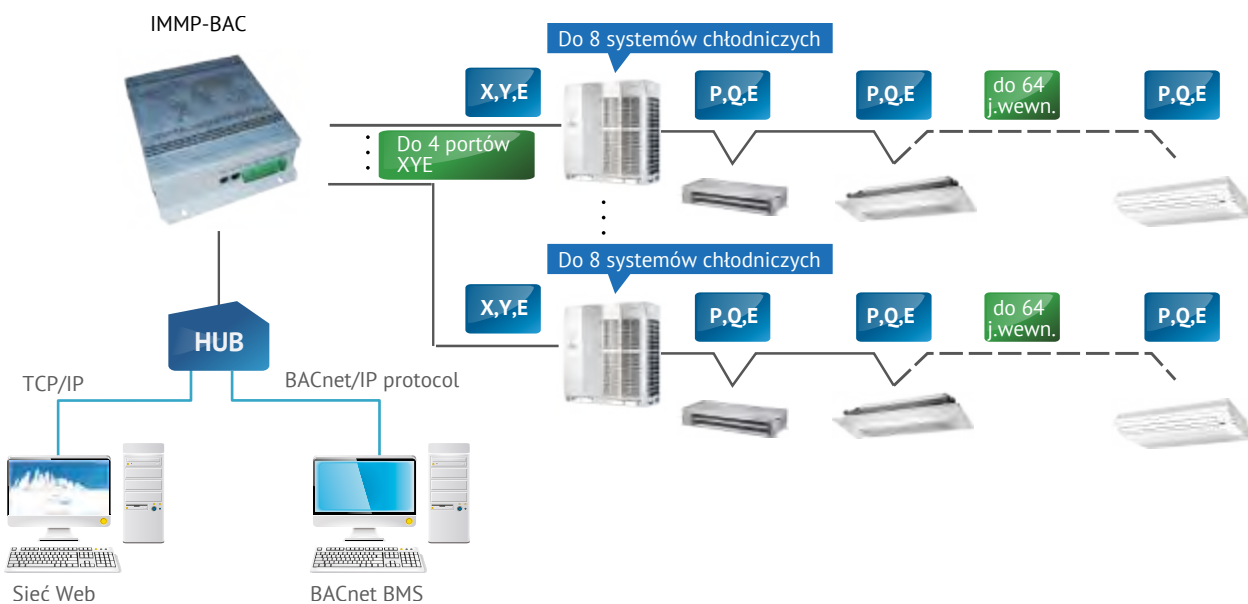 IMMP-BAC
Do 8 systemów chłodniczych
X,Y,E
P,Q,E
P,Q,E
do 64
j.wewn.
P,Q,E
Do 4 portów
XYE
Do 8 systemów chłodniczych
X,Y,E
P,Q,E
P,Q,E
do 64
j.wewn.
P,Q,E
HUB
TCP/IP
BACnet/IP protocol
Sieć Web
BACnet BMS